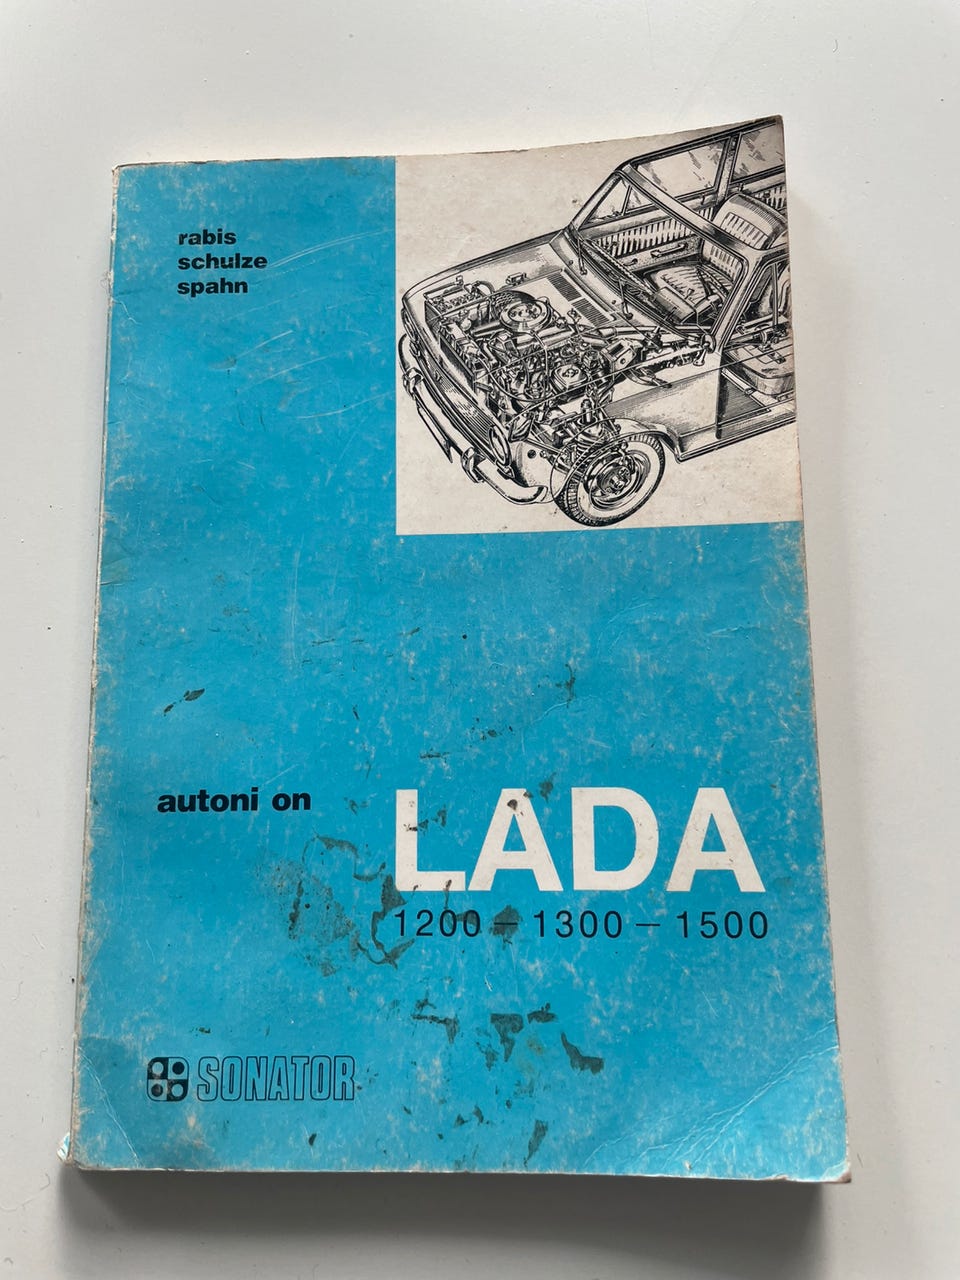 rabis
schulze
spahn
autoni on
LADA
1200 – 1300 – 1500
SONATOR